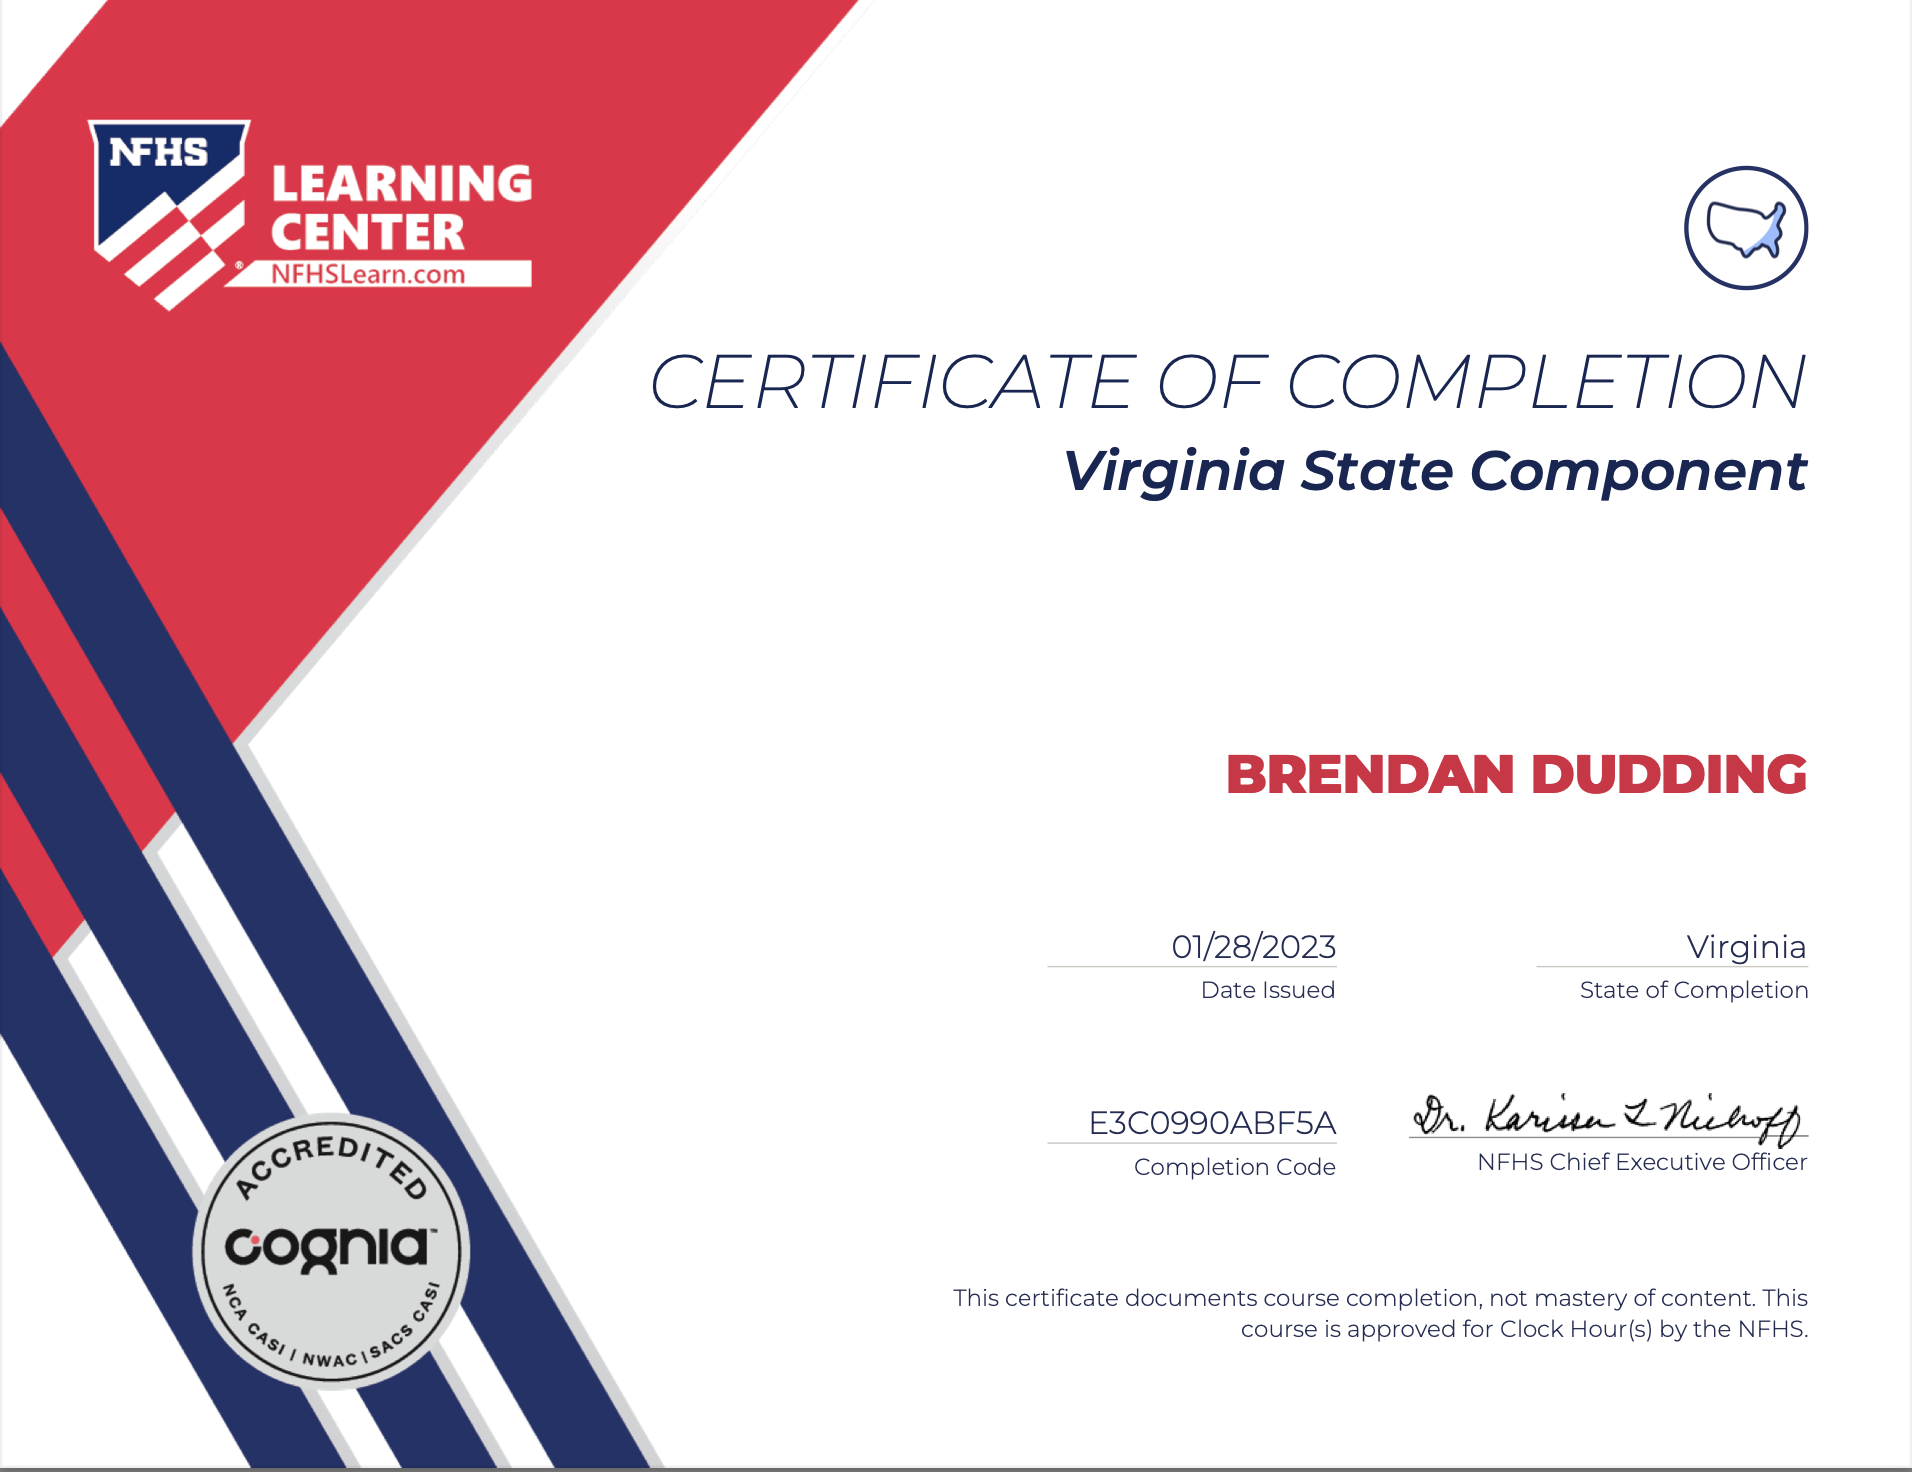 NFHS
LEARNING
CENTER
®
NFHSLearn.com
CERTIFICATE OF COMPLETION
Virginia State Component
BRENDAN DUDDING
01/28/2023
Date Issued
Virginia
State of Completion
E3C0990ABF5A
Completion Code
Dr. Karissa L Niehoff
NFHS Chief Executive Officer
ACCREDITED
cognia™
NCA CASI | NWAC | SACS CASI
This certificate documents course completion, not mastery of content. This
course is approved for Clock Hour(s) by the NFHS.